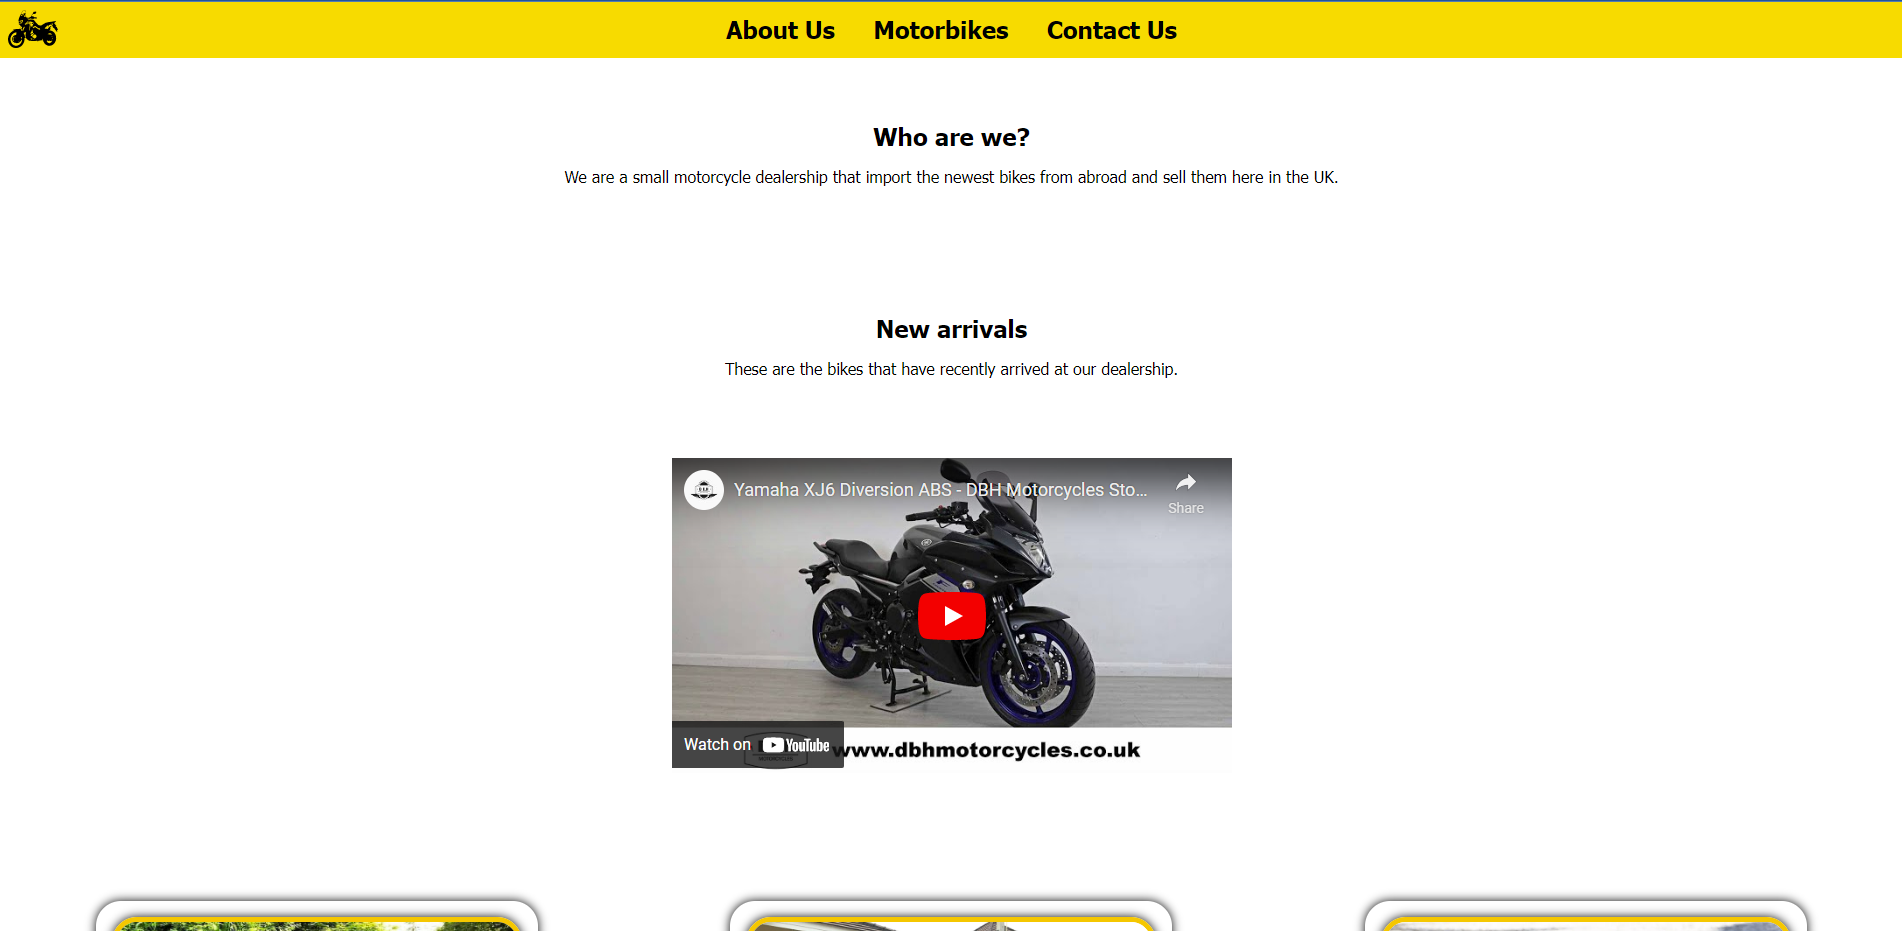 About Us Motorbikes Contact Us
Who are we?
We are a small motorcycle dealership that import the newest bikes from abroad and sell them here in the UK.
New arrivals
These are the bikes that have recently arrived at our dealership.
Yamaha XJ6 Diversion ABS - DBH Motorcycles Sto...
Share
Watch on YouTube
www.dbhmotorcycles.co.uk
MOTORCYCLES